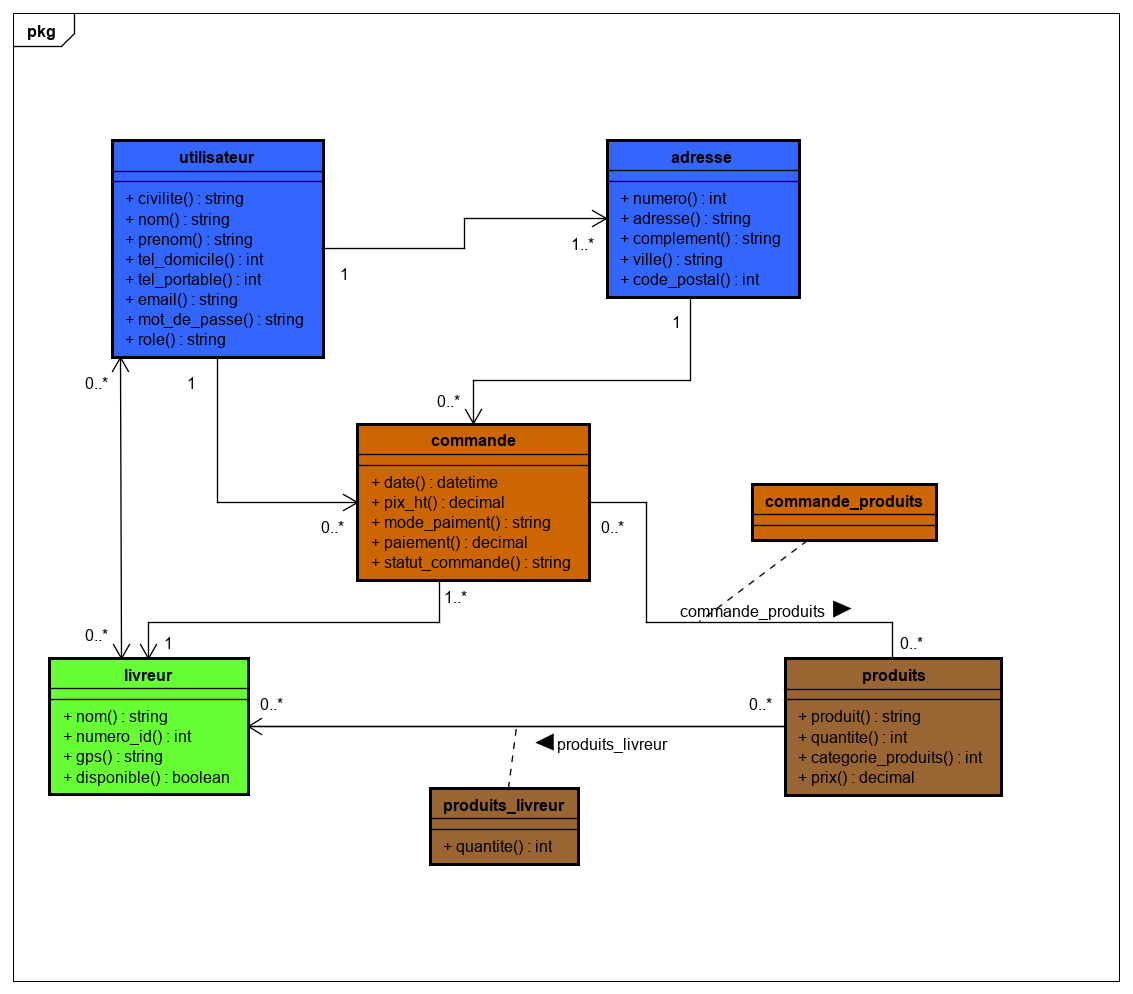 pkg
utilisateur
+ civilite() : string
+ nom() : string
+ prenom() : string
+ tel_domicile() : int
+ tel_portable() : int
+ email() : string
+ mot_de_passe() : string
+ role() : string
adresse
+ numero() : int
+ adresse() : string
+ complement() : string
+ ville() : string
+ code_postal() : int
1..*
1
1
0..*
1
0..*
commande
+ date() : datetime
+ pix_ht() : decimal
+ mode_paiment() : string
+ paiement() : decimal
+ statut_commande() : string
0..*
0..*
commande_produits
1..*
commande_produits
0..*
1
0..*
livreur
+ nom() : string
+ numero_id() : int
+ gps() : string
+ disponible() : boolean
0..*
0..*
produits_livreur
produits
+ produit() : string
+ quantite() : int
+ categorie_produits() : int
+ prix() : decimal
produits_livreur
+ quantite() : int